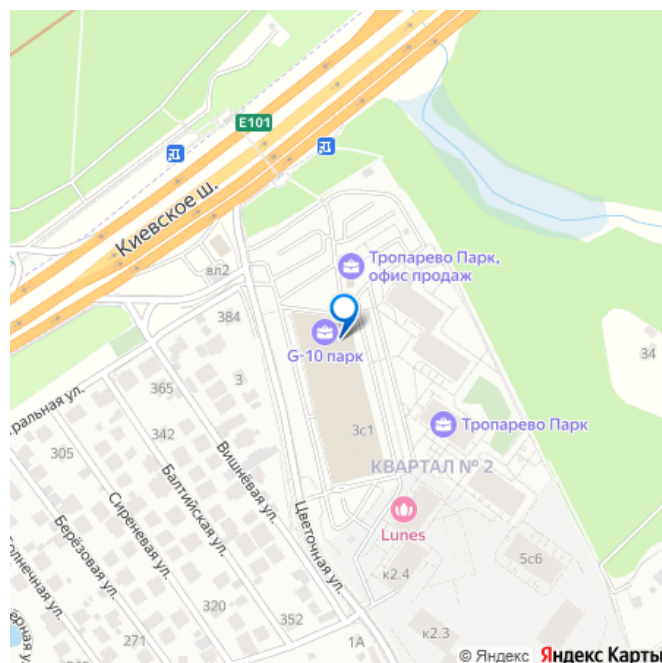 E101
Киевское ш.
Тропарево Парк,
офис продаж
вл2
384
G-10 парк
34
365
3
342
305
Тропарево Парк
3с1
КВАРТАЛ № 2
Вишнёвая ул.
Балтийская ул.
Сиреневая ул.
Берёзовая ул.
Цветочная ул.
Lunes
5с6
к2.4
320
352
271
1А
к2.3
© Яндекс Яндекс Карты